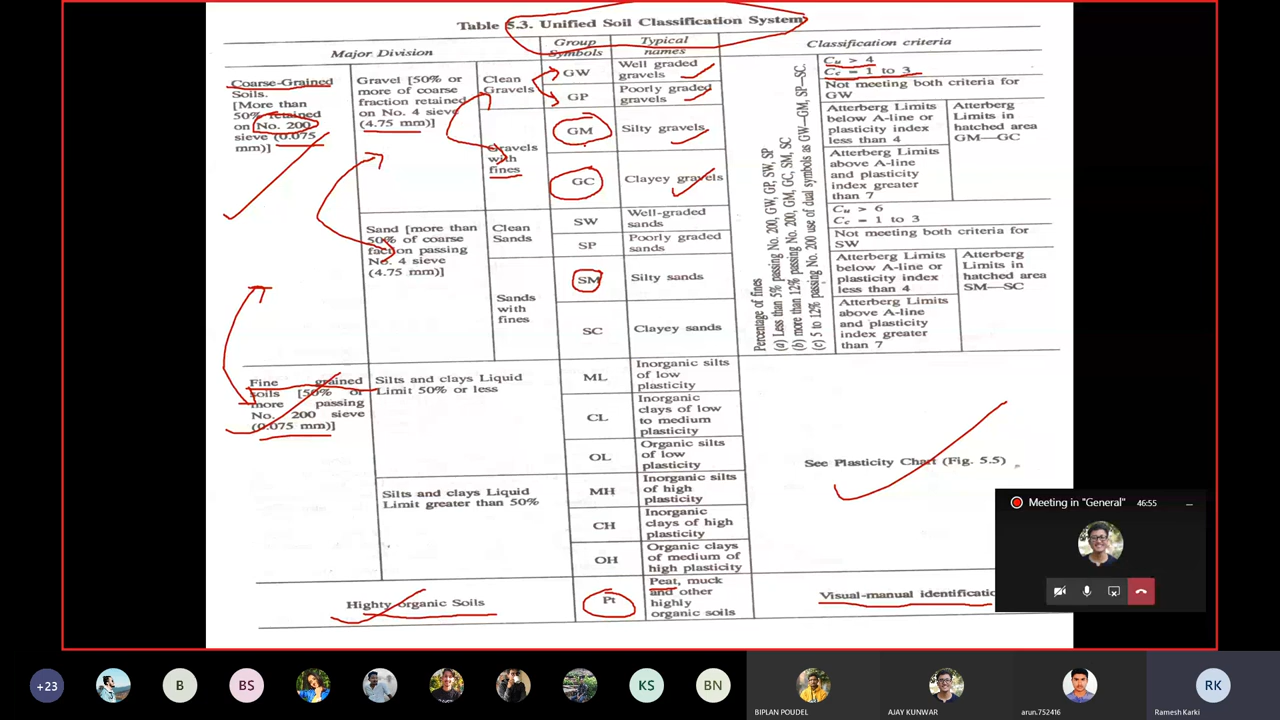 Table 5.3. Unified Soil Classification System
Major Division
Group
Symbols
Typical
names
Classification criteria
Coarse-Grained
Soils.
[More than
50% retained
on No. 200
sieve (0.075
mm)]
Gravel [50% or
more of coarse
fraction retained
on No. 4 sieve
(4.75 mm)]
Clean
Gravels
GW
Well graded
gravels
GP
Poorly graded
gravels
Gravels
with
fines
GM
Silty gravels
GC
Clayey gravels
Sand [more than
50% of coarse
faction passing
No. 4 sieve
(4.75 mm)]
Clean
Sands
SW
Well-graded
sands
SP
Poorly graded
sands
Sands
with
fines
SM
Silty sands
SC
Clayey sands
Percentage of fines
(a) Less than 5% passing No. 200, GW, GP, SW, SP
(b) more than 12% passing No. 200, GM, GC, SM, SC
(c) 5 to 12% passing No. 200 use of dual symbols as GW—GM, SP—SC.
Cu > 4
Cc = 1 to 3
Not meeting both criteria for
GW
Atterberg Limits
below A-line or
plasticity index
less than 4
Atterberg
Limits in
hatched area
GM—GC
Atterberg Limits
above A-line
and plasticity
index greater
than 7
Cu > 6
Cc = 1 to 3
Not meeting both criteria for
SW
Atterberg Limits
below A-line or
plasticity index
less than 4
Atterberg
Limits in
hatched area
SM—SC
Atterberg Limits
above A-line
and plasticity
index greater
than 7
Fine grained
soils [50% or
more passing
No. 200 sieve
(0.075 mm)]
Silts and clays Liquid
Limit 50% or less
ML
Inorganic silts
of low
plasticity
CL
Inorganic
clays of low
to medium
plasticity
OL
Organic silts
of low
plasticity
Silts and clays Liquid
Limit greater than 50%
MH
Inorganic silts
of high
plasticity
CH
Inorganic
clays of high
plasticity
OH
Organic clays
of medium of
high plasticity
See Plasticity Chart (Fig. 5.5)
Highty organic Soils
Pt
Peat, muck
and other
highly
organic soils
Visual-manual identificatio
Meeting in "General"
46:55
+23
B
BS
KS
BN
RK
BIPLAN POUDEL
AJAY KUNWAR
arun.752416
Ramesh Karki